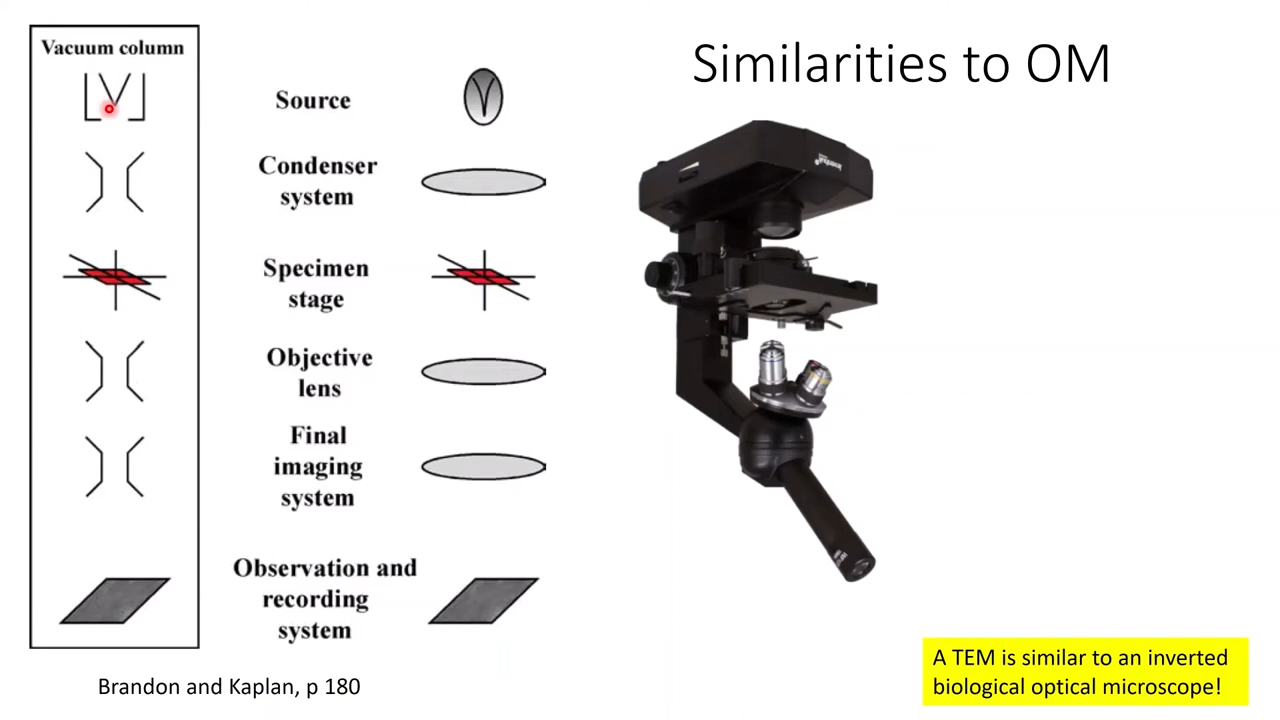 Similarities to OM
Vacuum column
Source
Condenser
system
Specimen
stage
Objective
lens
Final
imaging
system
Observation and
recording
system
Brandon and Kaplan, p 180
A TEM is similar to an inverted
biological optical microscope!